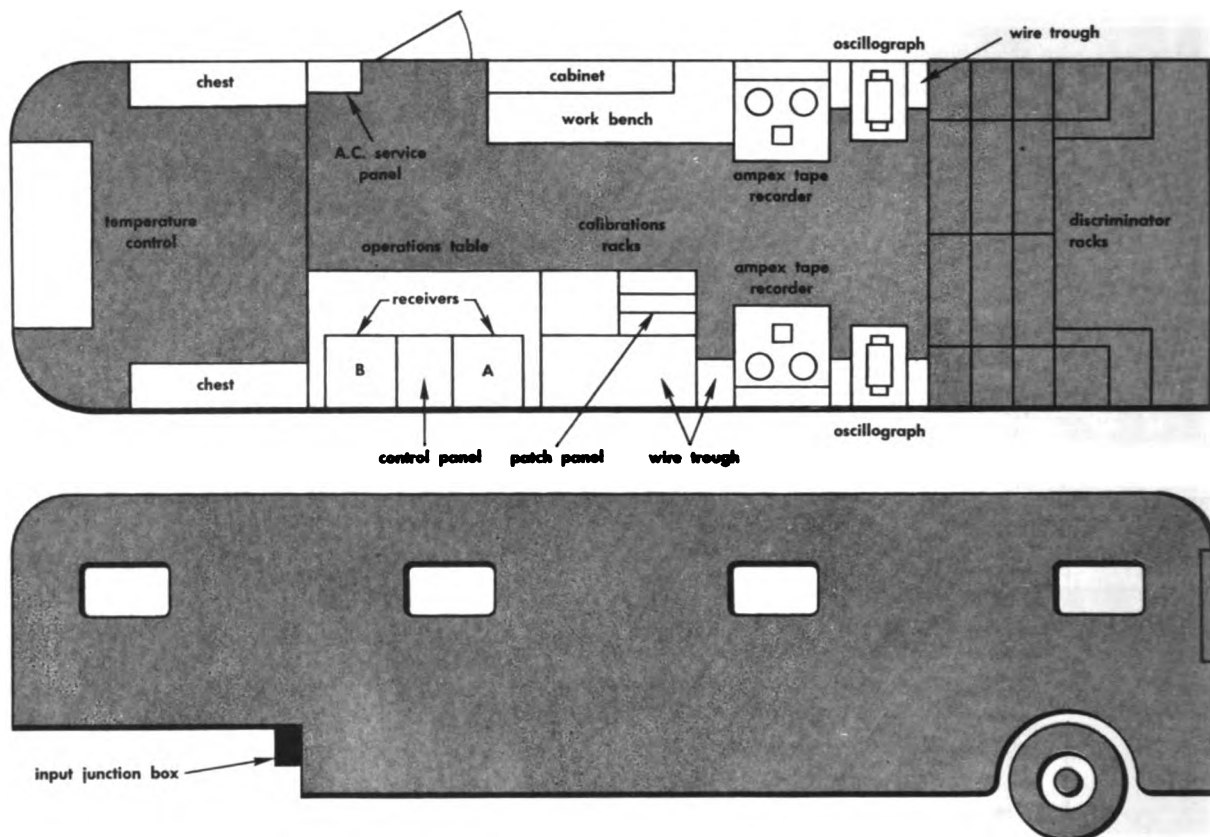 oscillograph
wire trough
chest
cabinet
work bench
A.C. service
panel
ampex tape
recorder
temperature
control
calibrations
racks
discriminator
racks
operations table
ampex tape
recorder
receivers
B
A
chest
oscillograph
control panel
patch panel
wire trough
input junction box